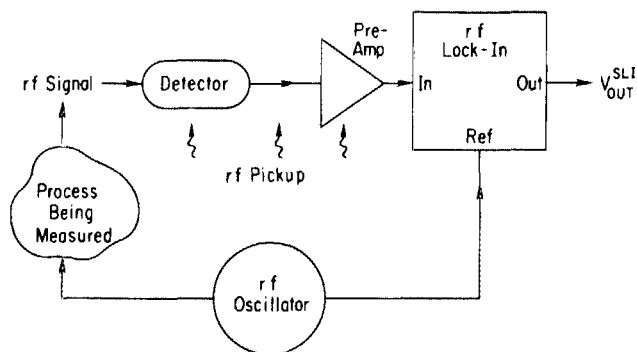 Pre-
Amp
rf
Lock-In
rf Signal
Detector
In
Out
V_OUT^SLI
Ref
rf Pickup
Process
Being
Measured
rf
Oscillator